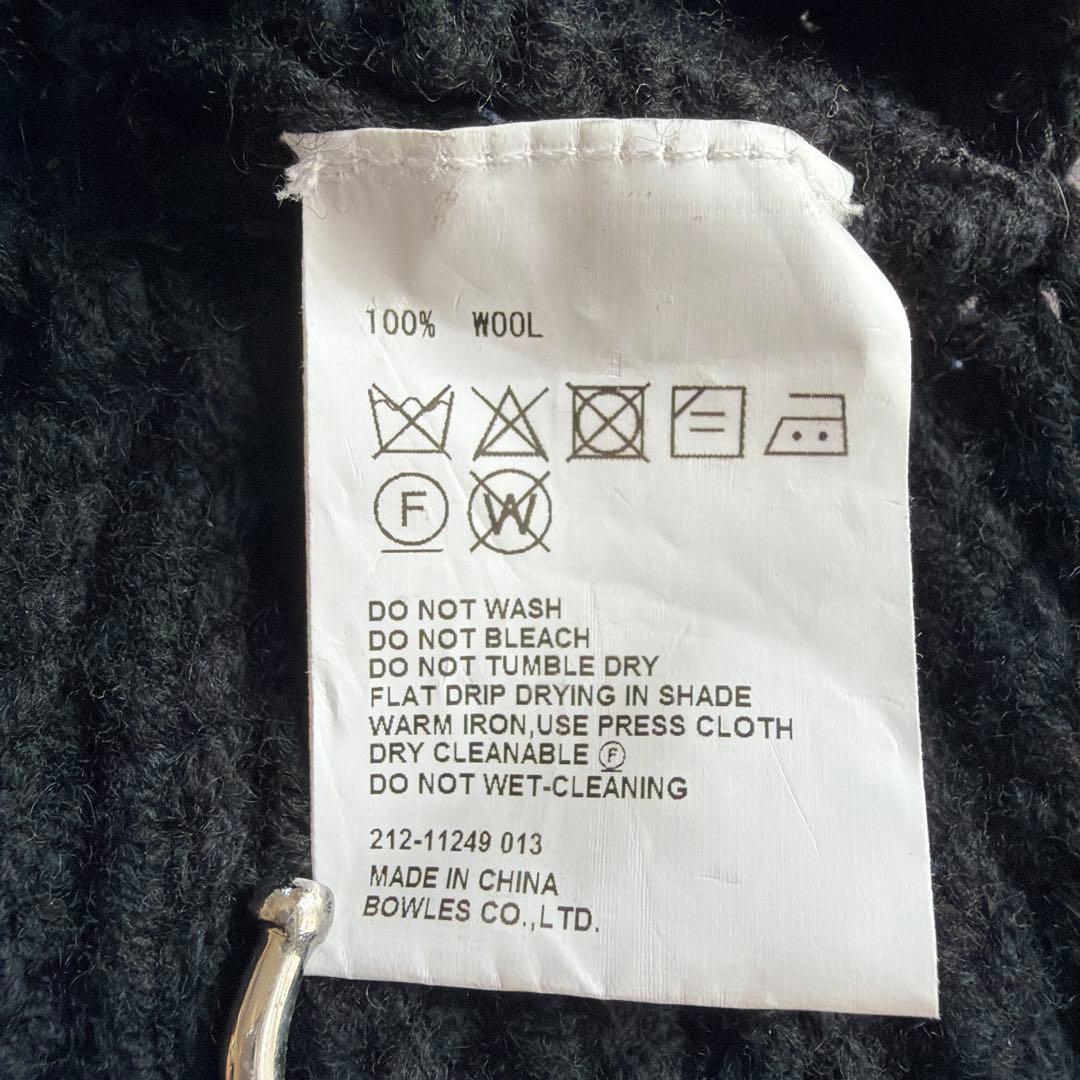 100% WOOL
F W
DO NOT WASH
DO NOT BLEACH
DO NOT TUMBLE DRY
FLAT DRIP DRYING IN SHADE
WARM IRON,USE PRESS CLOTH
DRY CLEANABLE Ⓕ
DO NOT WET-CLEANING
212-11249 013
MADE IN CHINA
BOWLES CO.,LTD.